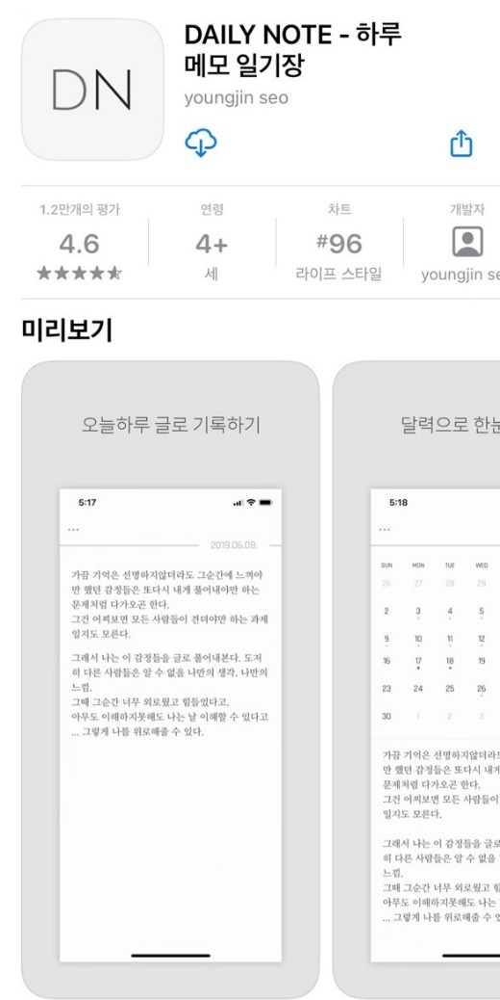 DN
DAILY NOTE - 하루
메모 일기장
youngjin seo
1.2만개의 평가
4.6
연령
4+
세
차트
#96
라이프 스타일
개발자
youngjin se
미리보기
오늘하루 글로 기록하기
5:17
2019.06.08.
가끔 기억은 선명하지않더라도 그순간에 느껴야
만 했던 감정들은 또다시 내게 풀어내야만 하는
문제처럼 다가오곤 한다.
그건 어찌보면 모든 사람들이 견뎌야만 하는 과제
일지도 모른다.
그래서 나는 이 감정들을 글로 풀어내본다. 도저
히 다른 사람들은 알 수 없을 나만의 생각. 나만의
느낌.
그때 그순간 너무 외로웠고 힘들었다고.
아무도 이해하지못해도 나는 날 이해할 수 있다고
... 그렇게 나를 위로해줄 수 있다.
달력으로 한눈
5:18
SUN MON TUE WED
26 27 28 29
2 3 4 5
9 10 11 12
16 17 18 19
23 24 25 26
30 1 2 3
가끔 기억은 선명하지않더라도
만 했던 감정들은 또다시 내게
문제처럼 다가오곤 한다.
그건 어찌보면 모든 사람들이
일지도 모른다.
그래서 나는 이 감정들을 글로
히 다른 사람들은 알 수 없을
느낌.
그때 그순간 너무 외로웠고 힘
아무도 이해하지못해도 나는
... 그렇게 나를 위로해줄 수 있